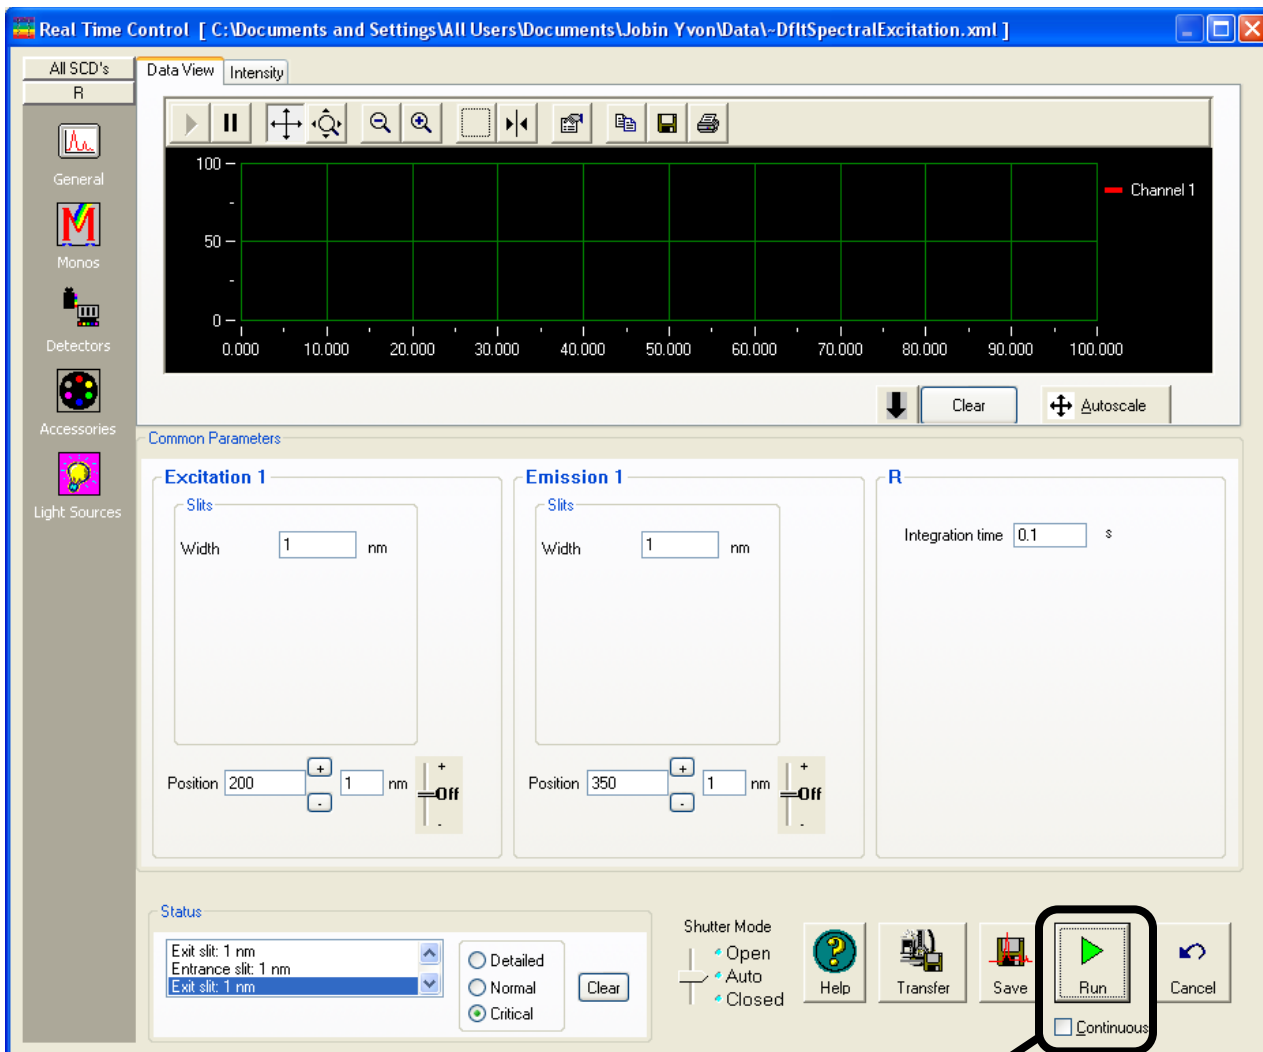 Real Time Control [ C:\Documents and Settings\All Users\Documents\Jobin Yvon\Data\~DfltSpectralExcitation.xml ]
All SCD's
R
General
Monos
Detectors
Accessories
Light Sources
Data View Intensity
100
50
0
0.000 10.000 20.000 30.000 40.000 50.000 60.000 70.000 80.000 90.000 100.000
Channel 1
Clear Autoscale
Common Parameters
Excitation 1
Slits
Width 1 nm
Position 200 + - 1 nm + Off -
Emission 1
Slits
Width 1 nm
Position 350 + - 1 nm + Off -
R
Integration time 0.1 s
Status
Exit slit: 1 nm
Entrance slit: 1 nm
Exit slit: 1 nm
Detailed
Normal
Critical
Clear
Shutter Mode
Open
Auto
Closed
Help Transfer Save Run Cancel
Continuous